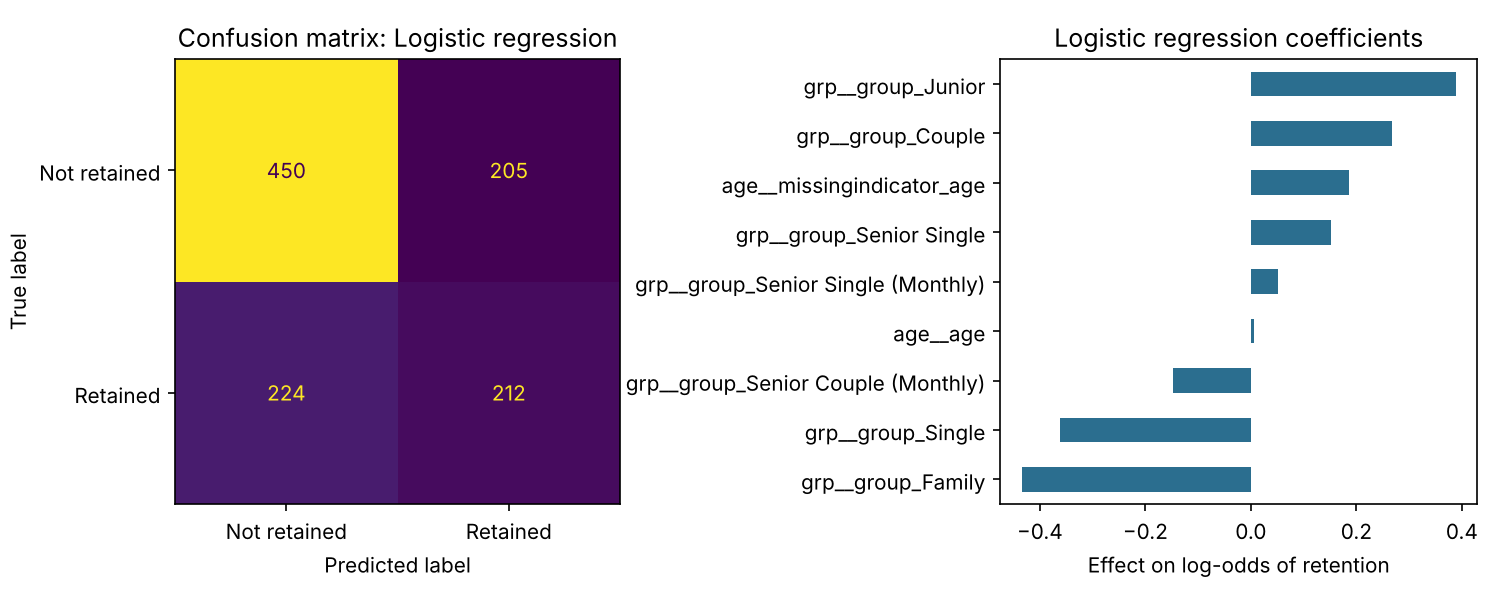 Confusion matrix: Logistic regression
True label
Not retained
Retained
450
205
224
212
Not retained
Retained
Predicted label
Logistic regression coefficients
grp__group_Junior
grp__group_Couple
age__missingindicator_age
grp__group_Senior Single
grp__group_Senior Single (Monthly)
age__age
grp__group_Senior Couple (Monthly)
grp__group_Single
grp__group_Family
−0.4
−0.2
0.0
0.2
0.4
Effect on log-odds of retention